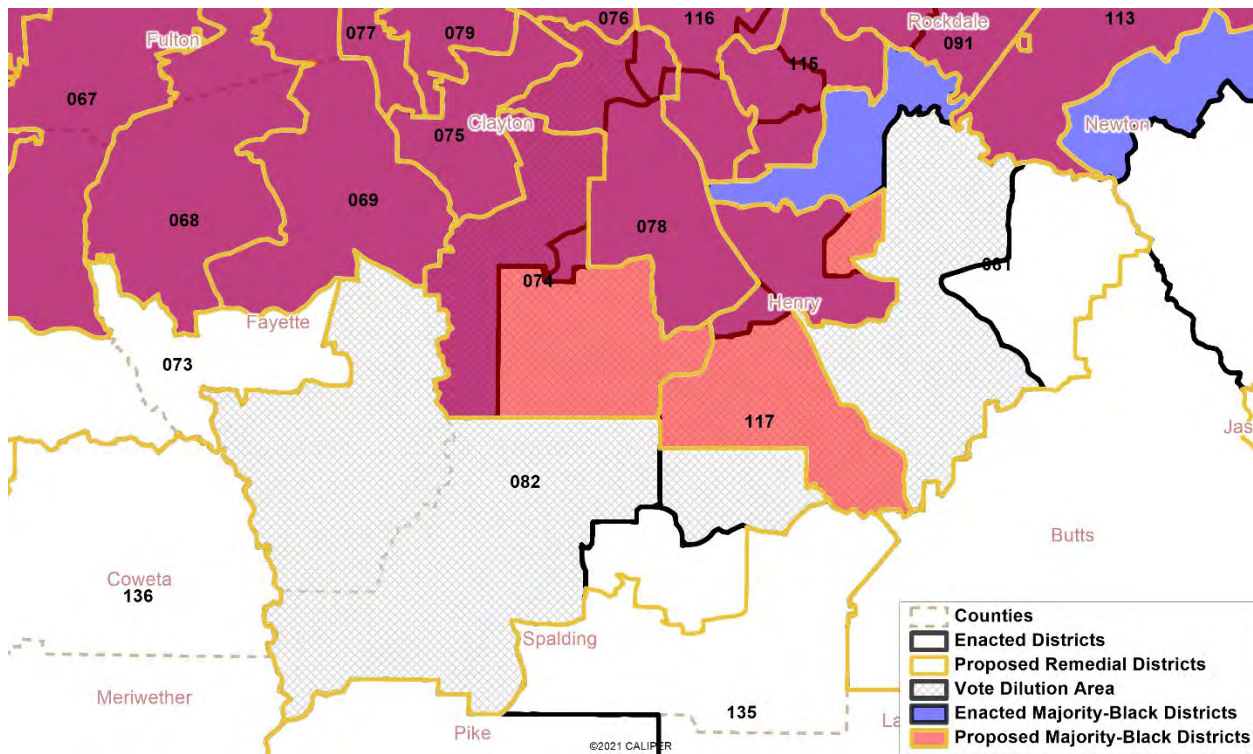 076
116
Rockdale
113
077
079
Fulton
091
115
067
Clayton
075
Newton
069
068
078
074
081
Henry
Fayette
073
117
Jas
082
Butts
Coweta
136
Spalding
Meriwether
135
La
Pike
©2021 CALIPER
Counties
Enacted Districts
Proposed Remedial Districts
Vote Dilution Area
Enacted Majority-Black Districts
Proposed Majority-Black Districts